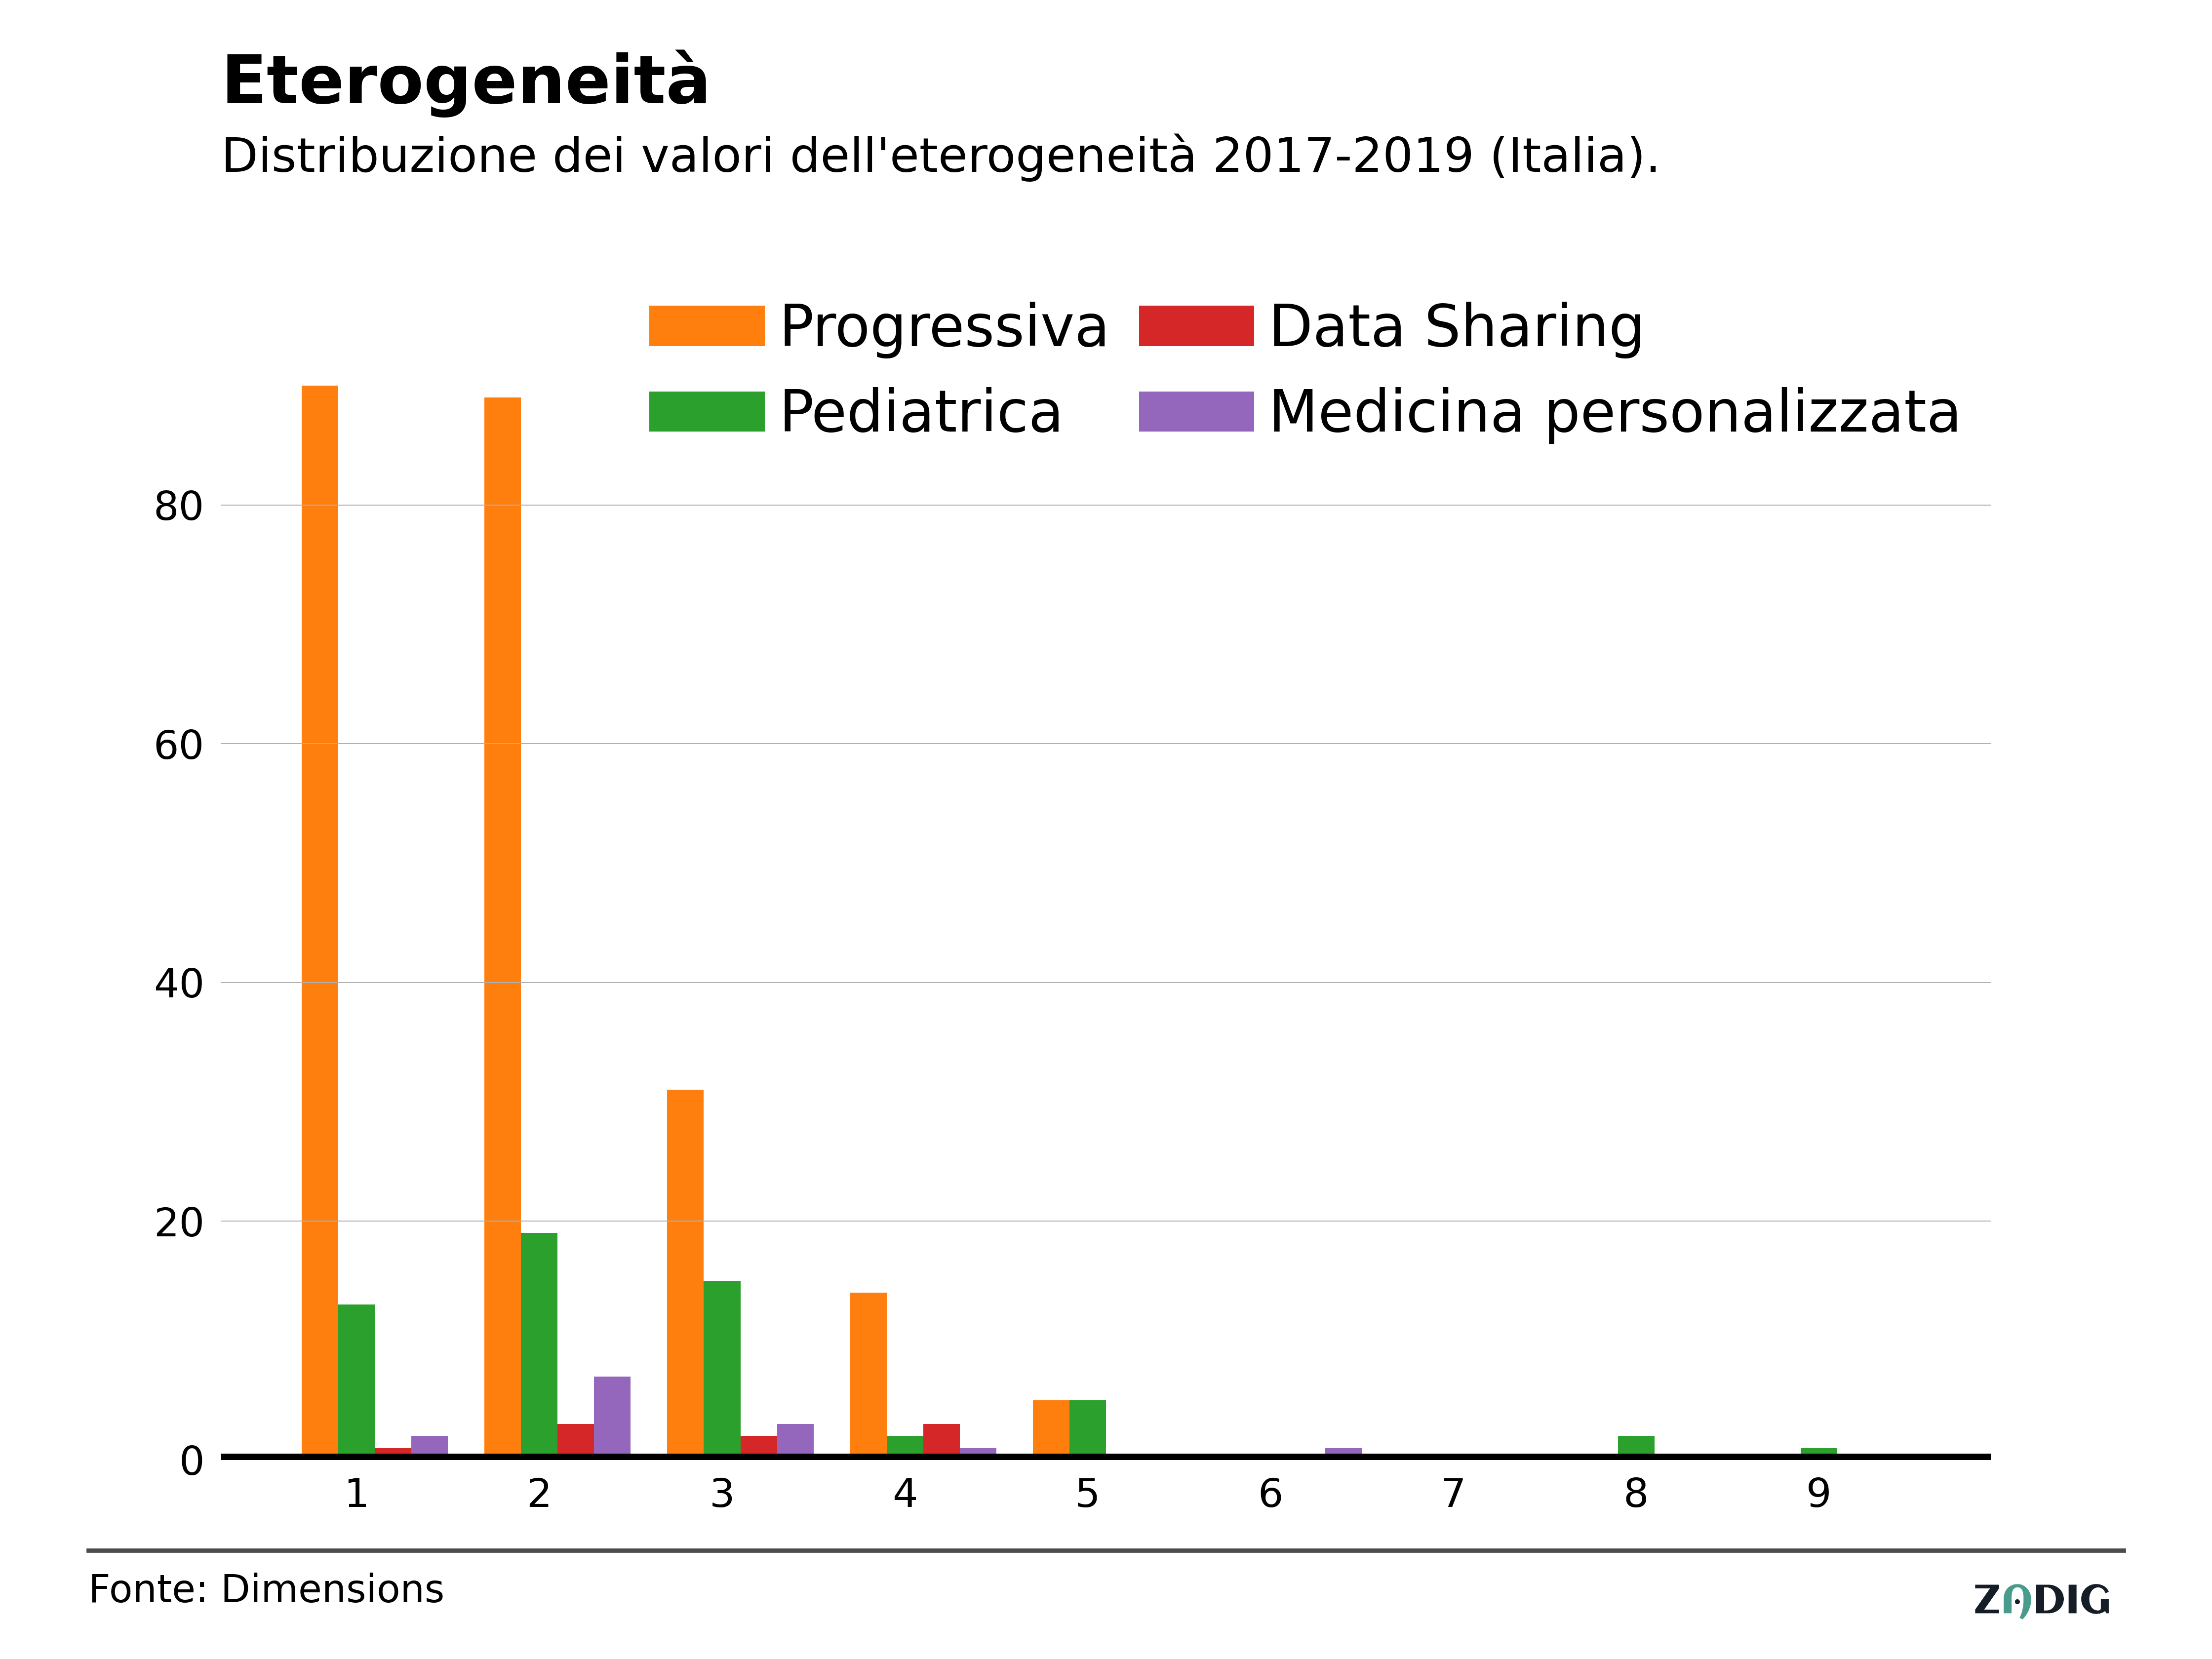 Eterogeneità
Distribuzione dei valori dell'eterogeneità 2017-2019 (Italia).
Progressiva Data Sharing
Pediatrica Medicina personalizzata
80
60
40
20
0
1 2 3 4 5 6 7 8 9
Fonte: Dimensions
ZADIG